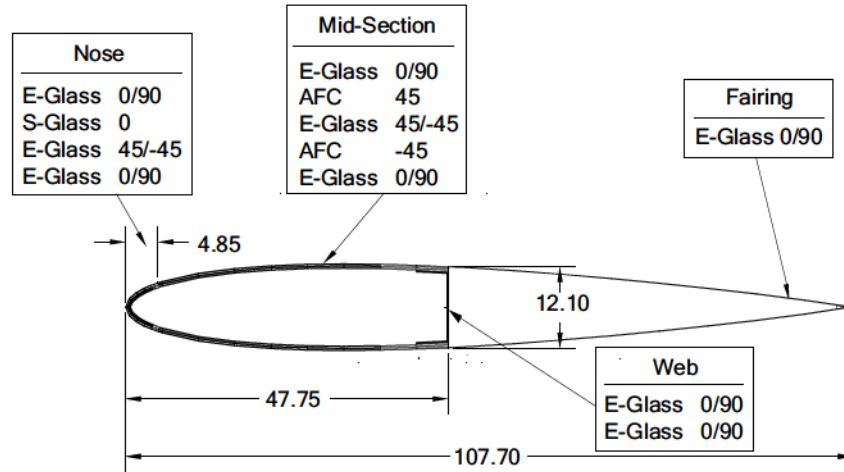 Nose
E-Glass 0/90
S-Glass 0
E-Glass 45/-45
E-Glass 0/90
Mid-Section
E-Glass 0/90
AFC 45
E-Glass 45/-45
AFC -45
E-Glass 0/90
Fairing
E-Glass 0/90
4.85
12.10
47.75
Web
E-Glass 0/90
E-Glass 0/90
107.70